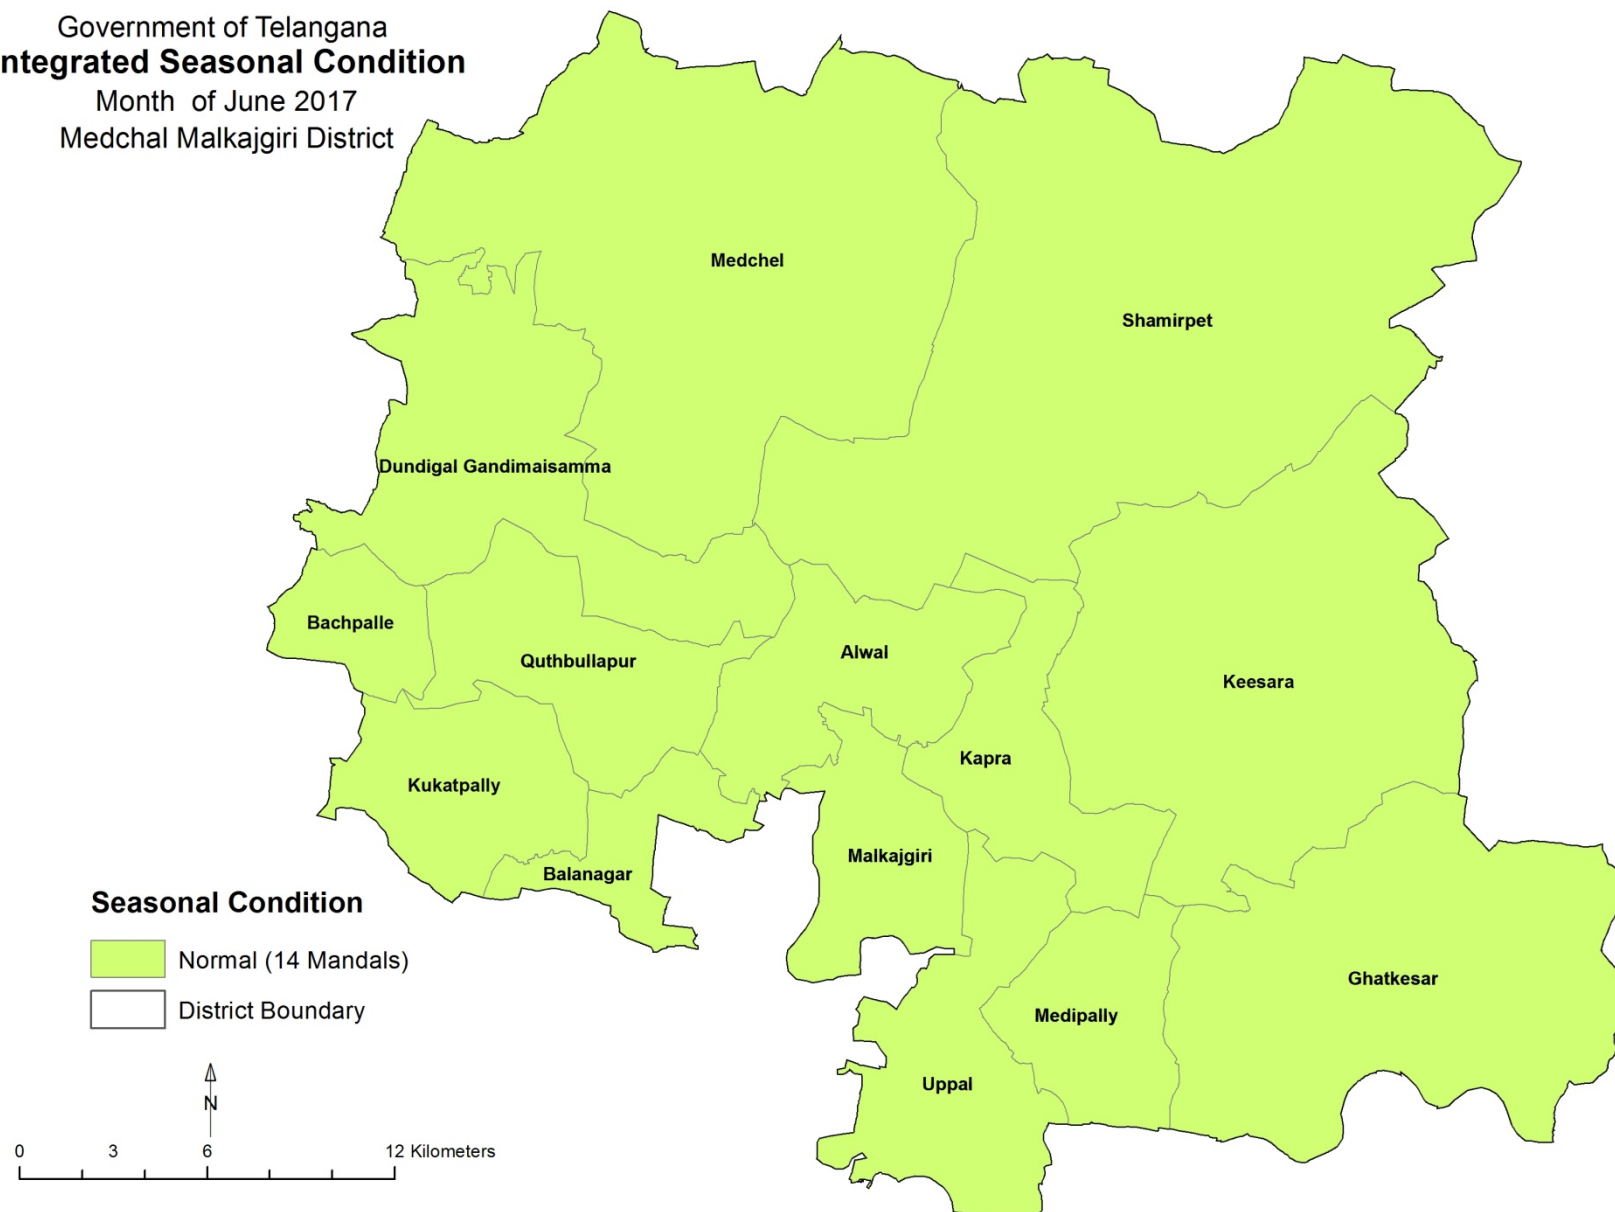 Government of Telangana
ntegrated Seasonal Condition
Month of June 2017
Medchal Malkajgiri District
Medchel
Shamirpet
Dundigal Gandimaisamma
Bachpalle
Quthbullapur
Alwal
Keesara
Kapra
Kukatpally
Malkajgiri
Balanagar
Ghatkesar
Medipally
Uppal
Seasonal Condition
Normal (14 Mandals)
District Boundary
N
0 3 6 12 Kilometers